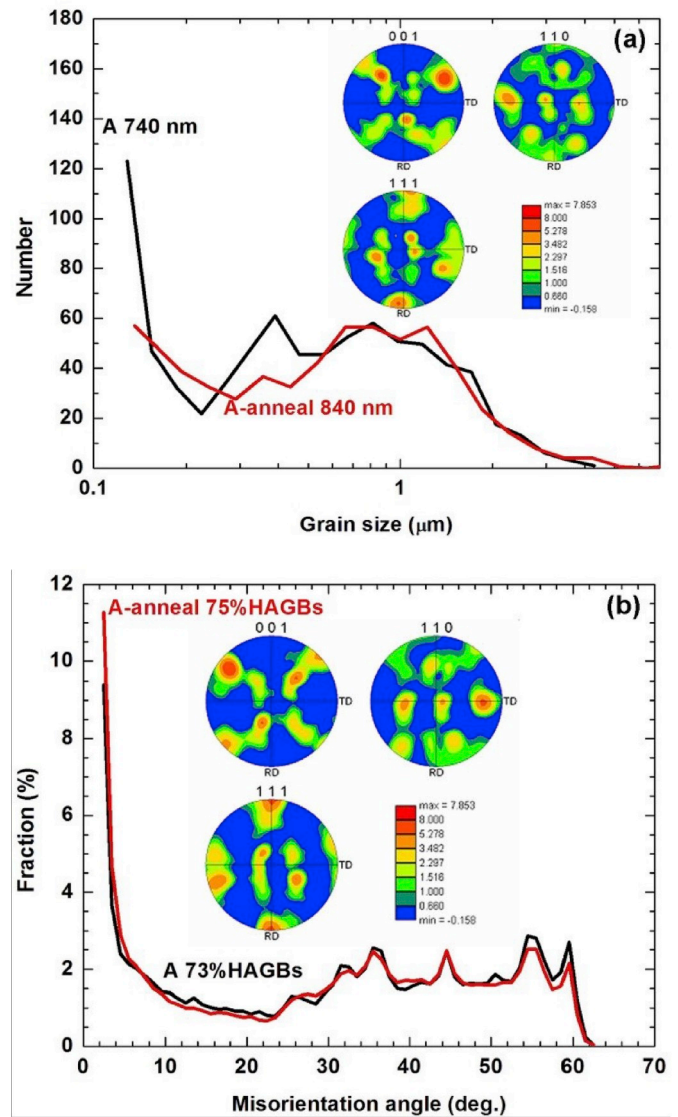 (a)
180
160
140
120
100
80
60
40
20
0
Number
A 740 nm
A-anneal 840 nm
0 0 1
TD
RD
1 1 0
TD
RD
1 1 1
TD
RD
max = 7.853
8.000
5.278
3.482
2.297
1.516
1.000
0.660
min = -0.158
0.1
1
Grain size (μm)
(b)
12
10
8
6
4
2
0
Fraction (%)
A-anneal 75%HAGBs
A 73%HAGBs
0 0 1
TD
RD
1 1 0
TD
RD
1 1 1
TD
RD
max = 7.853
8.000
5.278
3.482
2.297
1.516
1.000
0.660
min = -0.158
0
10
20
30
40
50
60
70
Misorientation angle (deg.)